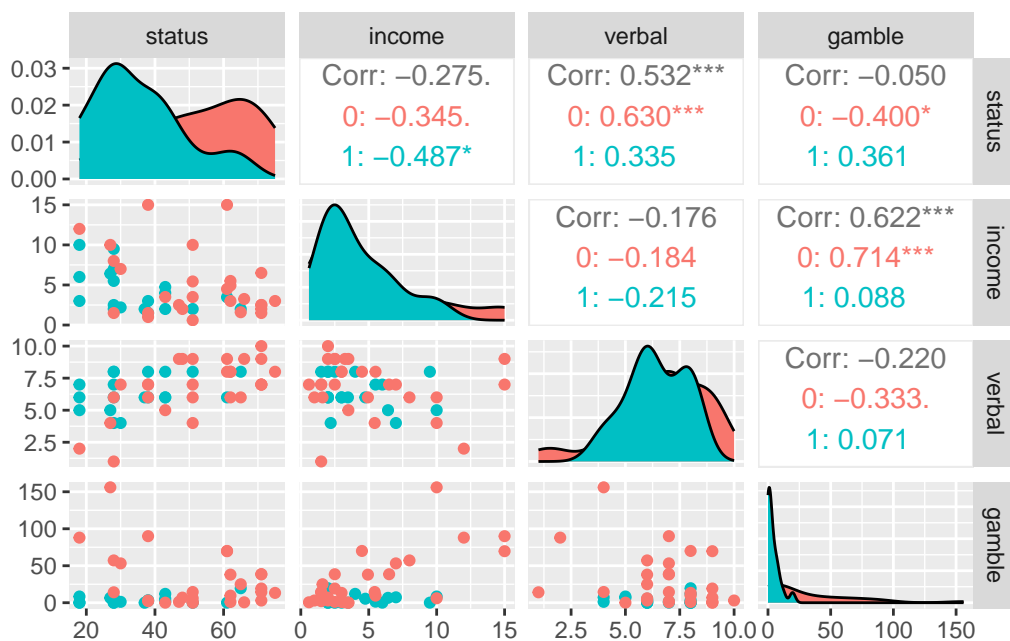 status income verbal gamble
0.03
0.02
0.01
0.00
Corr: −0.275.
0: −0.345.
1: −0.487*
Corr: 0.532***
0: 0.630***
1: 0.335
Corr: −0.050
0: −0.400*
1: 0.361
status
15
10
5
0
Corr: −0.176
0: −0.184
1: −0.215
Corr: 0.622***
0: 0.714***
1: 0.088
income
10.0
7.5
5.0
2.5
Corr: −0.220
0: −0.333.
1: 0.071
verbal
150
100
50
0
gamble
20 40 60
0 5 10 15
2.5 5.0 7.5 10.0
0 50 100 150